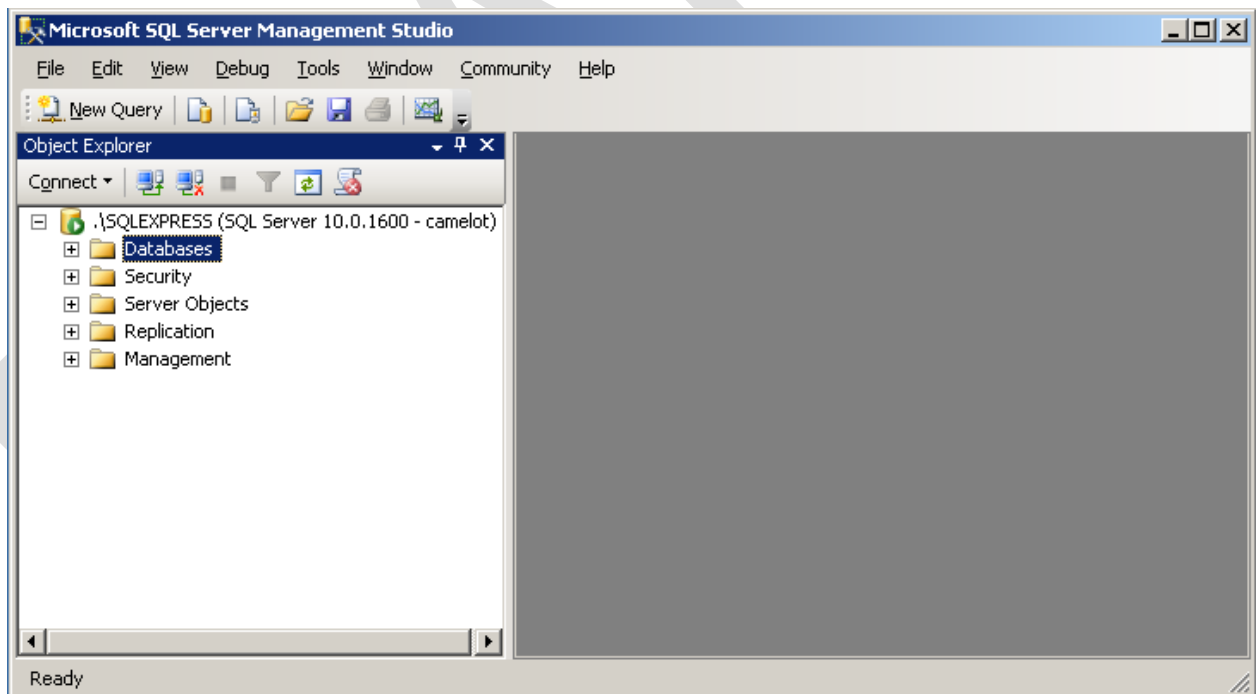 Microsoft SQL Server Management Studio
File Edit View Debug Tools Window Community Help
New Query
Object Explorer
Connect
.\SQLEXPRESS (SQL Server 10.0.1600 - camelot)
Databases
Security
Server Objects
Replication
Management
Ready